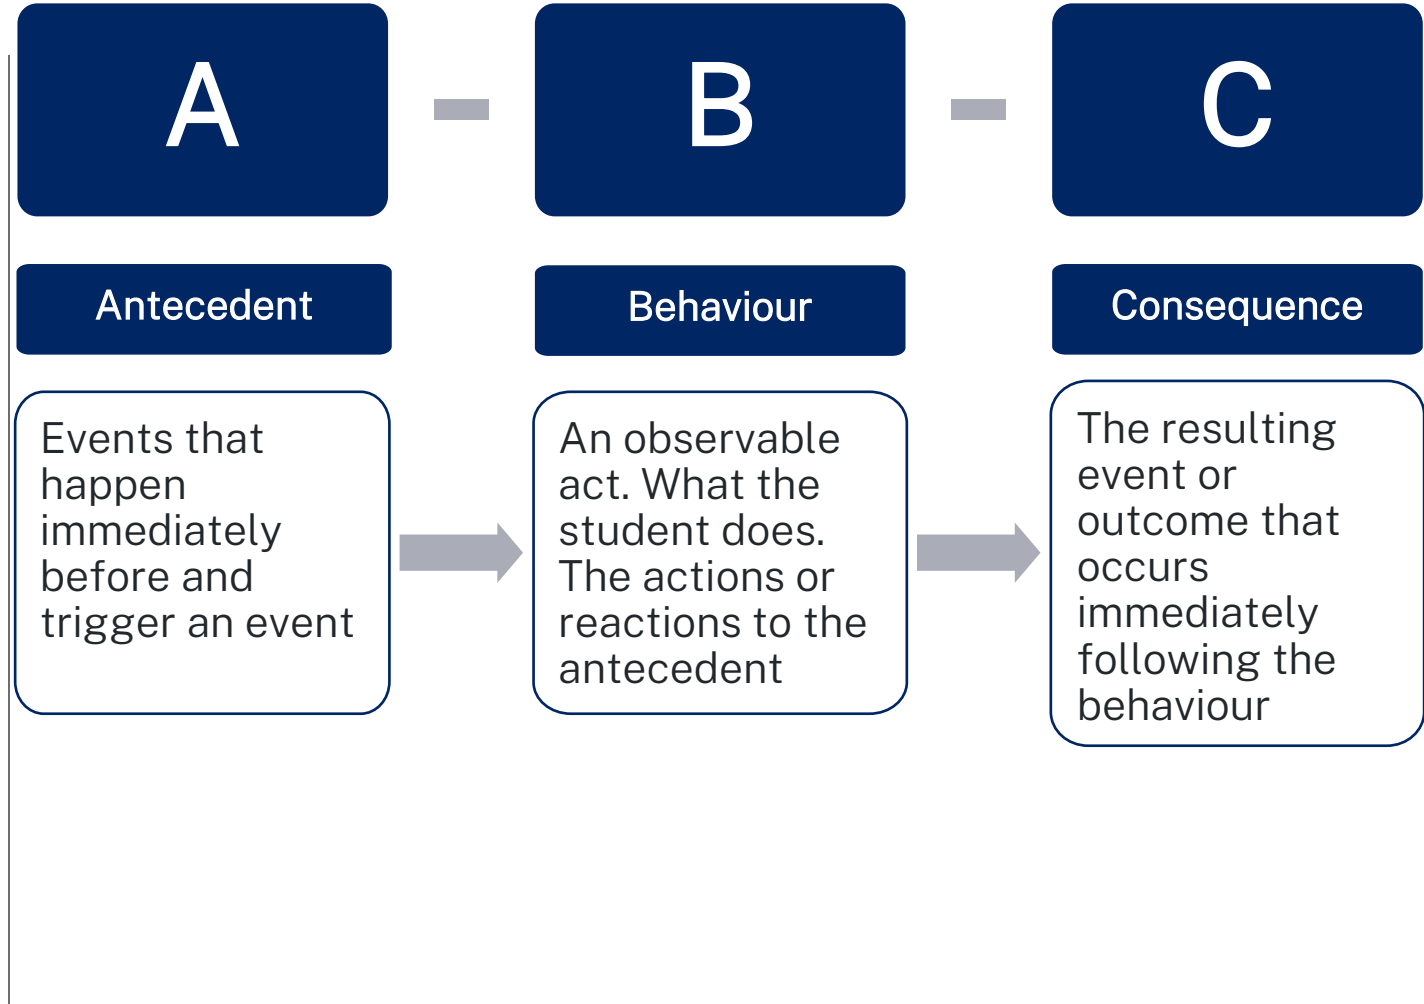 A
B
C
Antecedent
Behaviour
Consequence
Events that
happen
immediately
before and
trigger an event
An observable
act. What the
student does.
The actions or
reactions to the
antecedent
The resulting
event or
outcome that
occurs
immediately
following the
behaviour